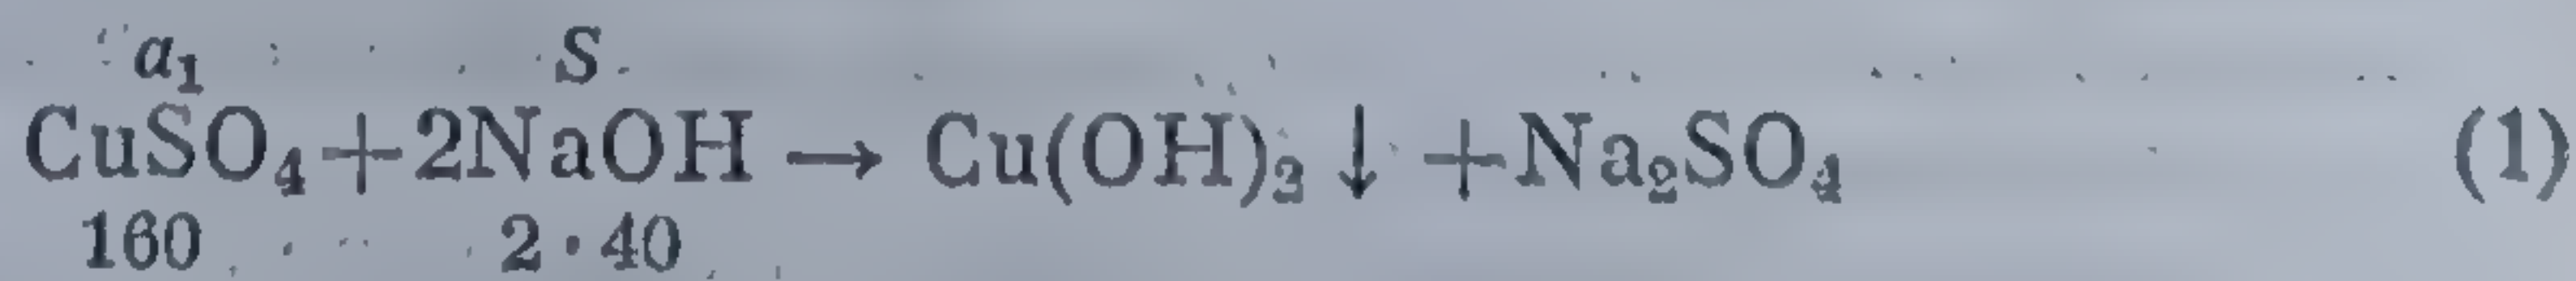 a₁ S
CuSO₄+2NaOH → Cu(OH)₂ ↓ +Na₂SO₄ (1)
160 2·40